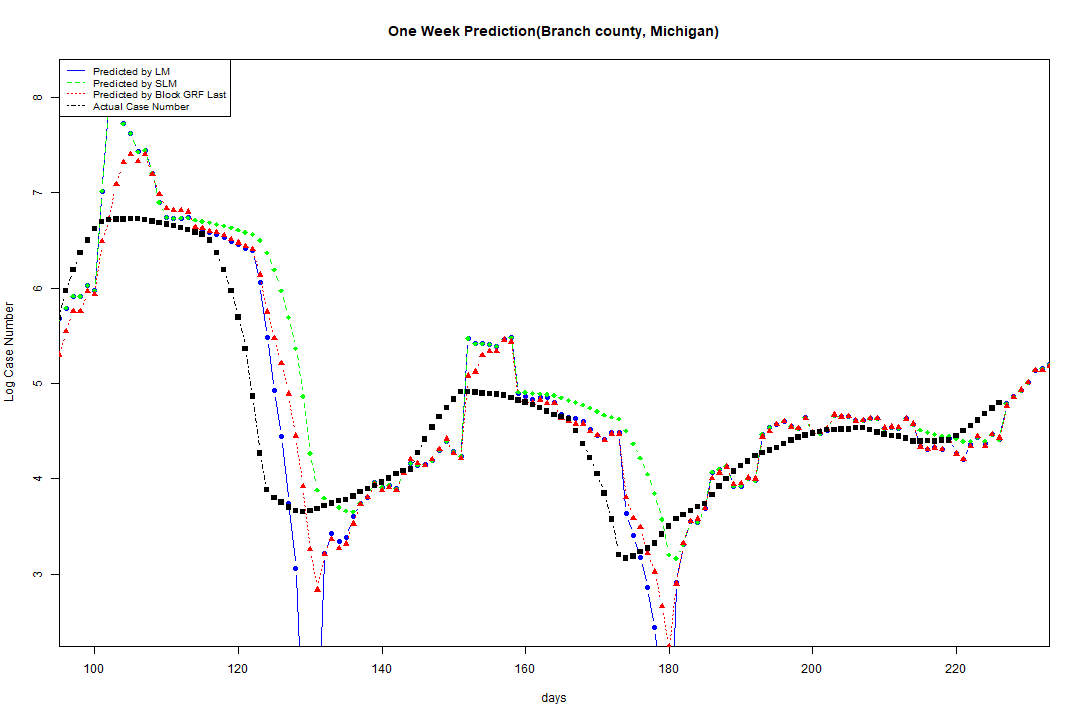 One Week Prediction(Branch county, Michigan)
Predicted by LM
Predicted by SLM
Predicted by Block GRF Last
Actual Case Number
Log Case Number
8
7
6
5
4
3
100 120 140 160 180 200 220
days